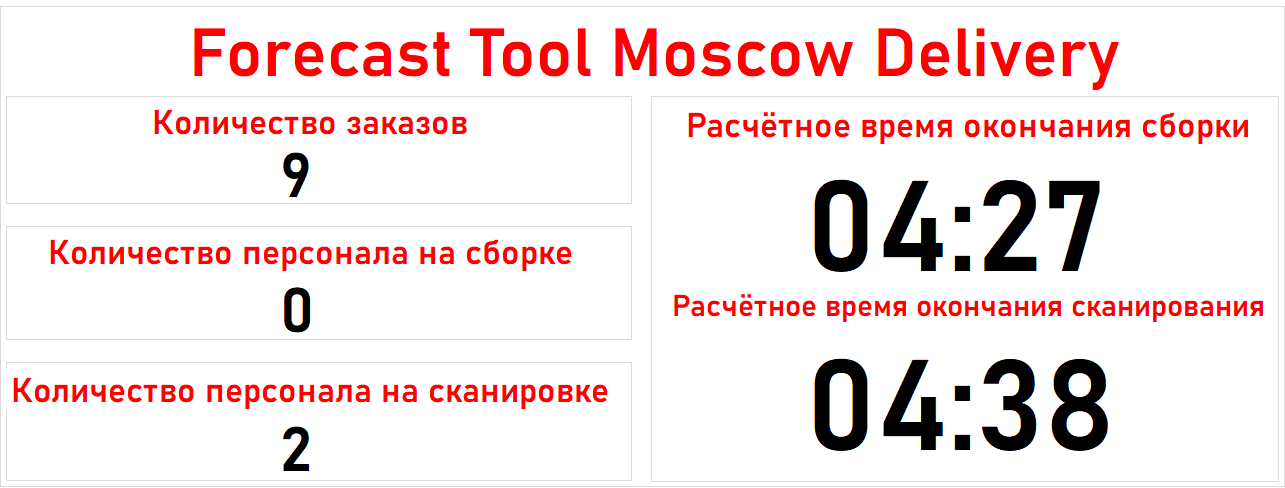 Forecast Tool Moscow Delivery
Количество заказов
9
Количество персонала на сборке
0
Количество персонала на сканировке
2
Расчётное время окончания сборки
04:27
Расчётное время окончания сканирования
04:38